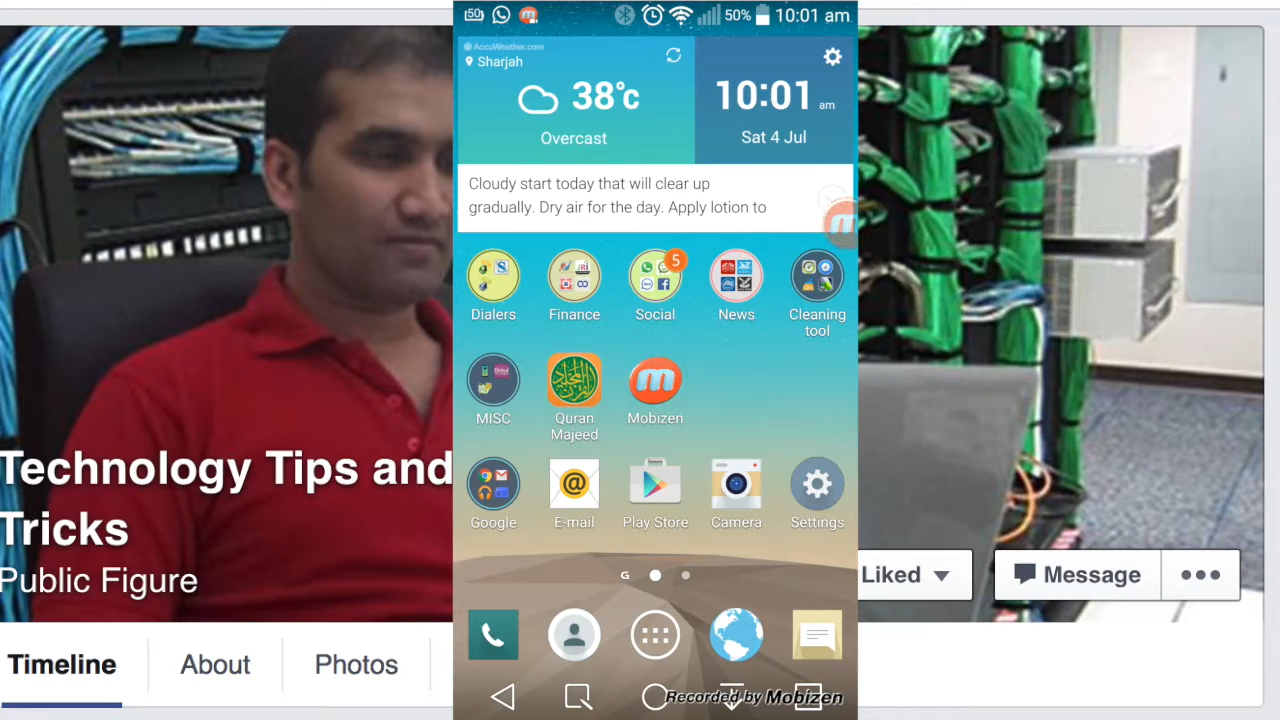 50
50% 10:01 am
AccuWeather.com
Sharjah
38°c
Overcast
10:01 am
Sat 4 Jul
Cloudy start today that will clear up
gradually. Dry air for the day. Apply lotion to
5
Dialers
Finance
Social
News
Cleaning
tool
MISC
Quran
Majeed
Mobizen
Google
E-mail
Play Store
Camera
Settings
G
Recorded by Mobizen
Technology Tips and
Tricks
Public Figure
Liked
Message
Timeline
About
Photos